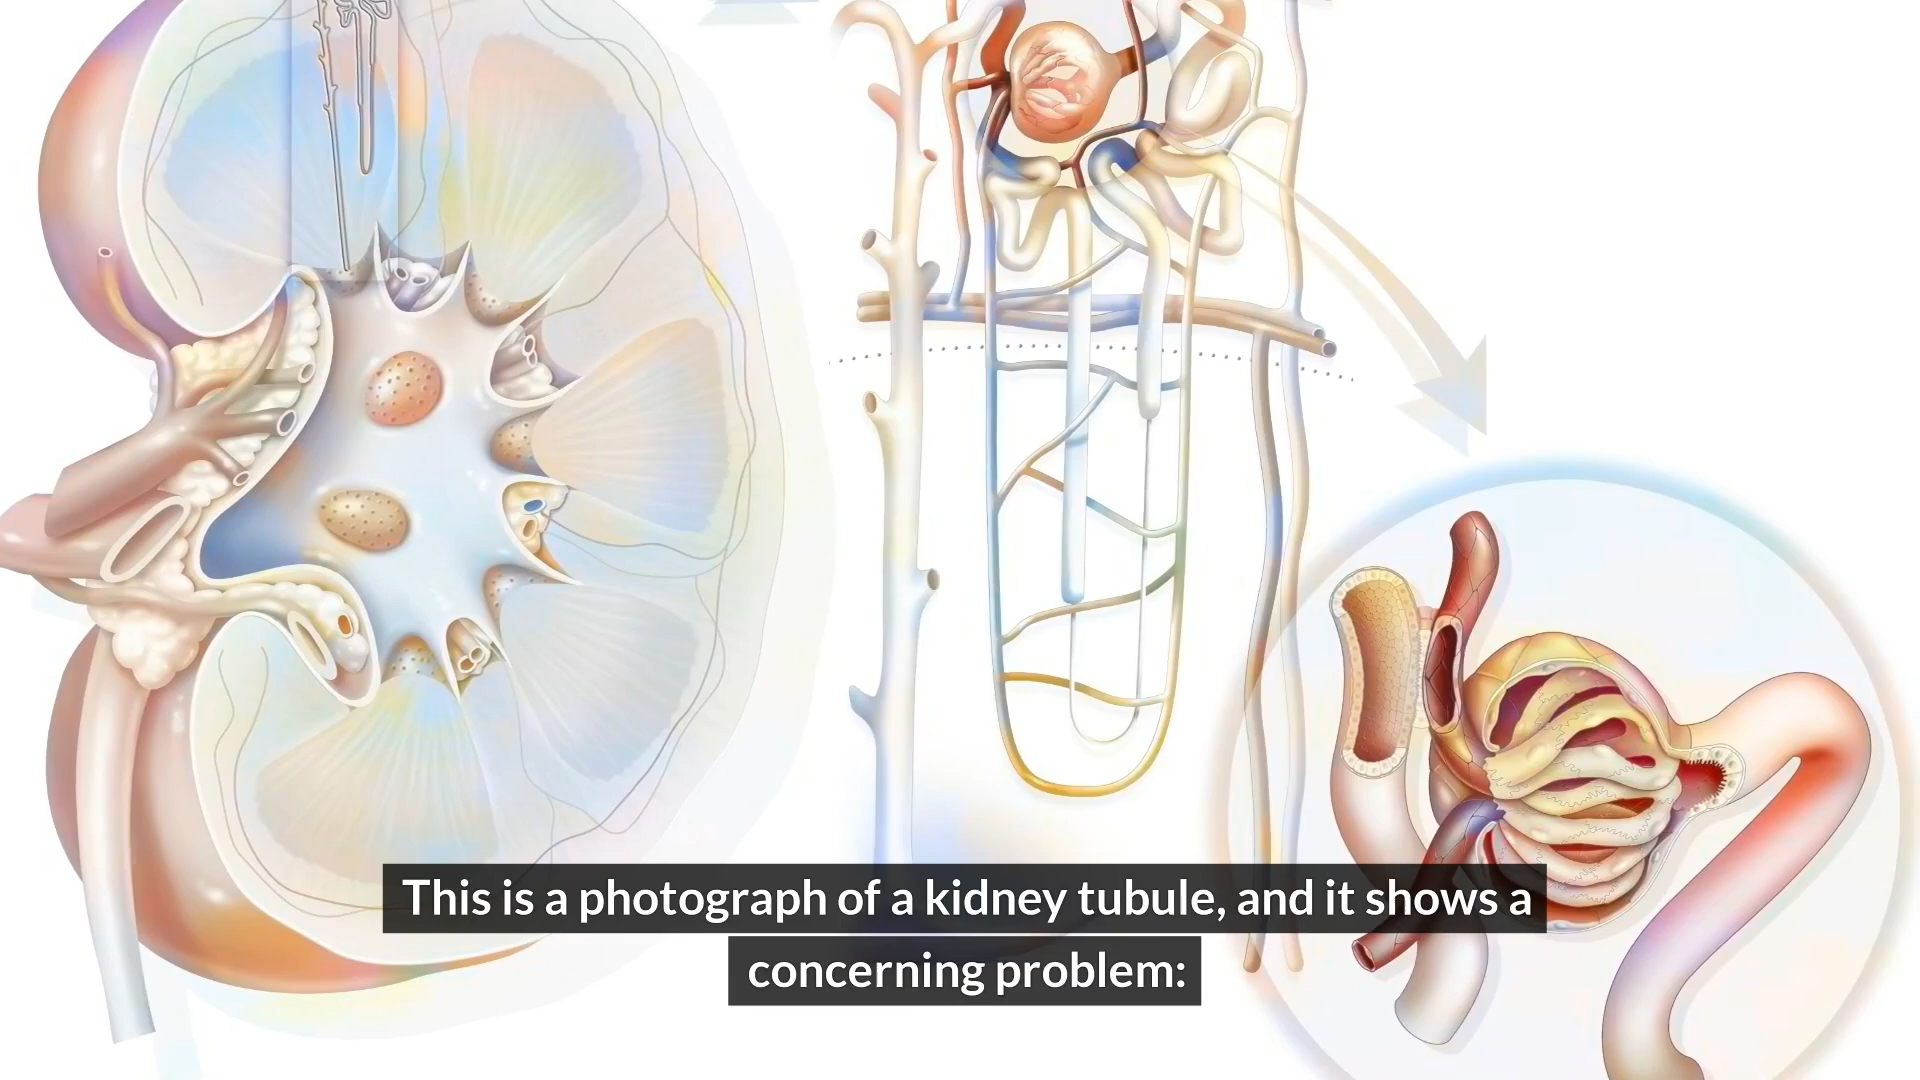 This is a photograph of a kidney tubule, and it shows a
concerning problem: